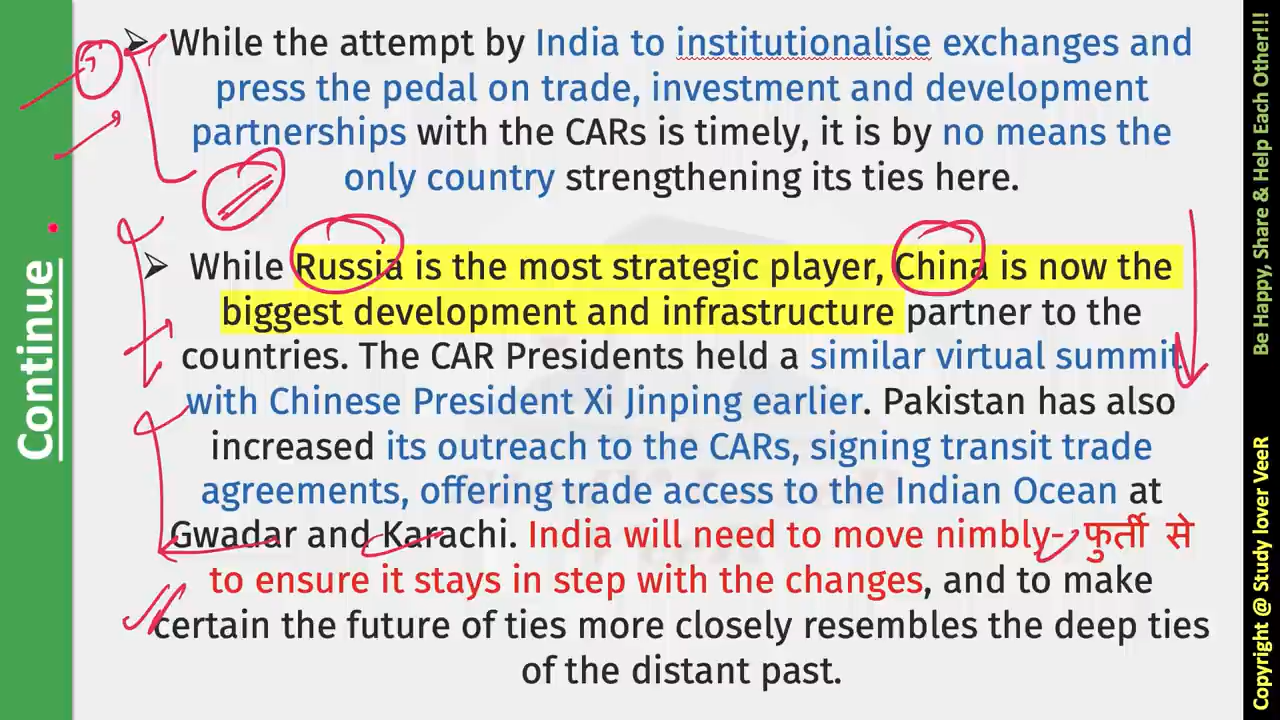 While the attempt by India to institutionalise exchanges and
press the pedal on trade, investment and development
partnerships with the CARs is timely, it is by no means the
only country strengthening its ties here.
While Russia is the most strategic player, China is now the
biggest development and infrastructure partner to the
countries. The CAR Presidents held a similar virtual summit
with Chinese President Xi Jinping earlier. Pakistan has also
increased its outreach to the CARs, signing transit trade
agreements, offering trade access to the Indian Ocean at
Gwadar and Karachi. India will need to move nimbly- फुर्ती से
to ensure it stays in step with the changes, and to make
certain the future of ties more closely resembles the deep ties
of the distant past.
Continue
Be Happy, Share & Help Each Other!!!
Copyright @ Study lover VeeR